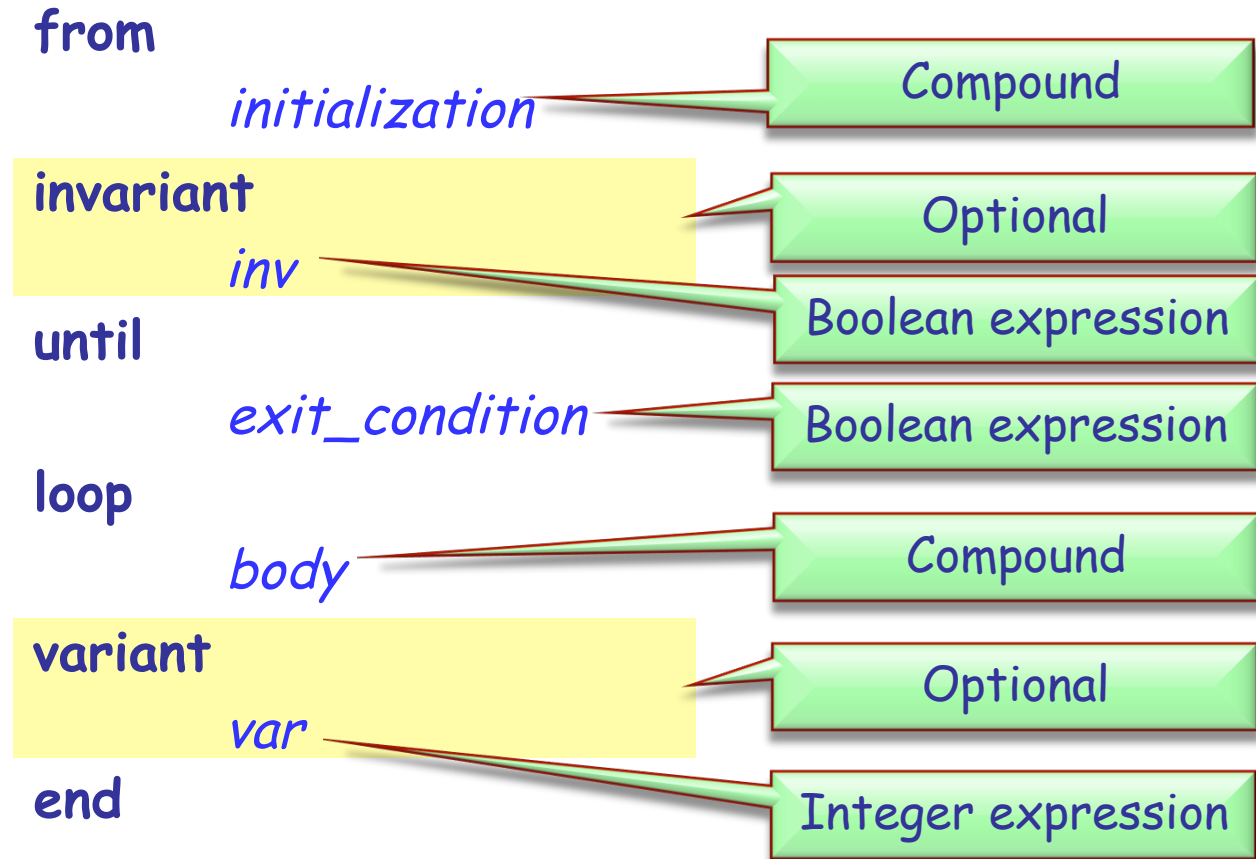 from
initialization
Compound
invariant
Optional
inv
Boolean expression
until
exit_condition
Boolean expression
loop
body
Compound
variant
Optional
var
end
Integer expression